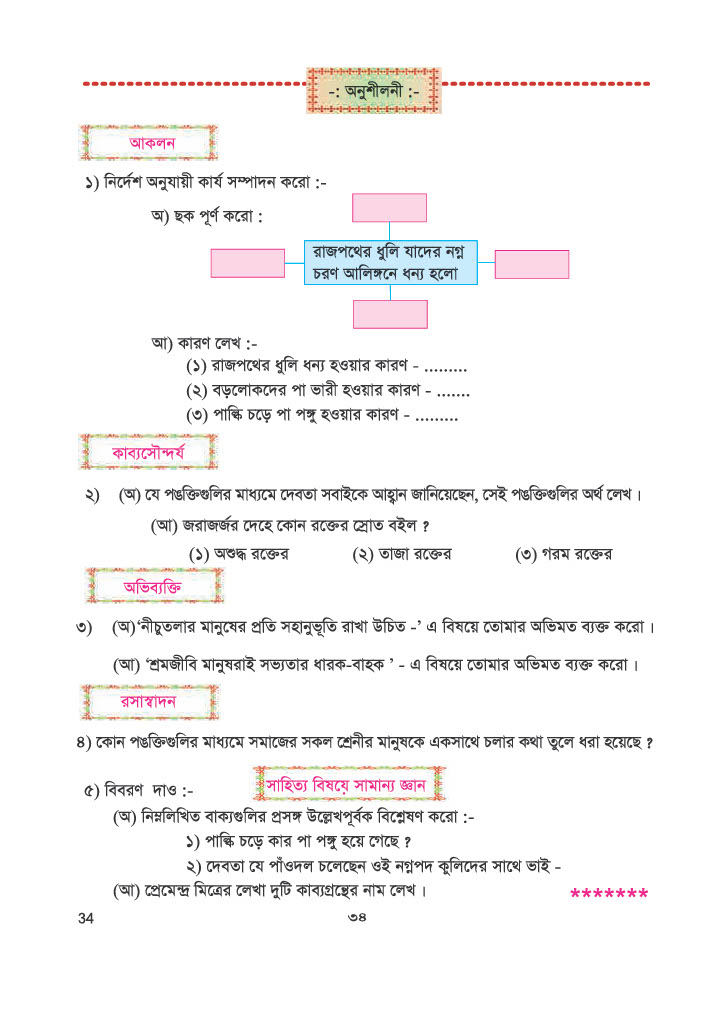 -: অনুশীলনী :-
আকলন
১) নির্দেশ অনুযায়ী কার্য সম্পাদন করো :-
অ) ছক পূর্ণ করো :
রাজপথের ধুলি যাদের নগ্ন
চরণ আলিঙ্গনে ধন্য হলো
আ) কারণ লেখ :-
(১) রাজপথের ধুলি ধন্য হওয়ার কারণ - .........
(২) বড়লোকদের পা ভারী হওয়ার কারণ - .......
(৩) পাল্কি চড়ে পা পঙ্গু হওয়ার কারণ - .........
কাব্যসৌন্দর্য
২) (অ) যে পঙক্তিগুলির মাধ্যমে দেবতা সবাইকে আহ্বান জানিয়েছেন, সেই পঙক্তিগুলির অর্থ লেখ।
(আ) জরাজর্জর দেহে কোন রক্তের স্রোত বইল ?
(১) অশুদ্ধ রক্তের (২) তাজা রক্তের (৩) গরম রক্তের
অভিব্যক্তি
৩) (অ)‘নীচুতলার মানুষের প্রতি সহানুভূতি রাখা উচিত -’ এ বিষয়ে তোমার অভিমত ব্যক্ত করো।
(আ) ‘শ্রমজীবি মানুষরাই সভ্যতার ধারক-বাহক ’ - এ বিষয়ে তোমার অভিমত ব্যক্ত করো।
রসাস্বাদন
৪) কোন পঙক্তিগুলির মাধ্যমে সমাজের সকল শ্রেনীর মানুষকে একসাথে চলার কথা তুলে ধরা হয়েছে ?
সাহিত্য বিষয়ে সামান্য জ্ঞান
৫) বিবরণ দাও :-
(অ) নিম্নলিখিত বাক্যগুলির প্রসঙ্গ উল্লেখপূর্বক বিশ্লেষণ করো :-
১) পাল্কি চড়ে কার পা পঙ্গু হয়ে গেছে ?
২) দেবতা যে পাঁওদল চলেছেন ওই নগ্নপদ কুলিদের সাথে ভাই -
(আ) প্রেমেন্দ্র মিত্রের লেখা দুটি কাব্যগ্রন্থের নাম লেখ।
*******
34 ৩৪